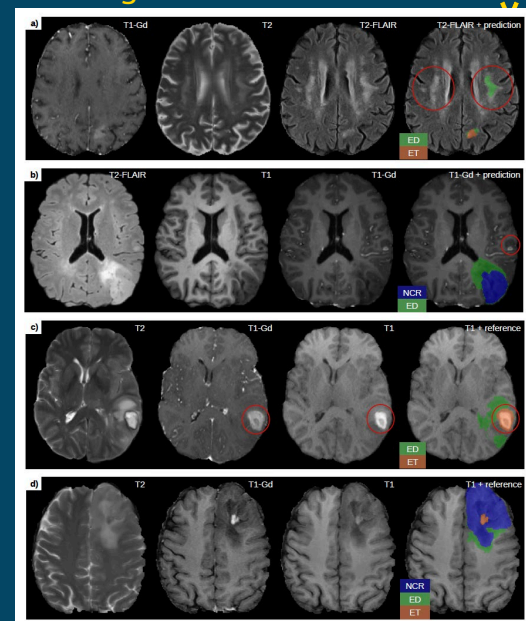 a) T1-Gd T2 T2-FLAIR T2-FLAIR + prediction
ED
ET
b) T2-FLAIR T1 T1-Gd T1-Gd + prediction
NCR
ED
c) T2 T1-Gd T1 T1 + reference
ED
ET
d) T2 T1-Gd T1 T1 + reference
NCR
ED
ET